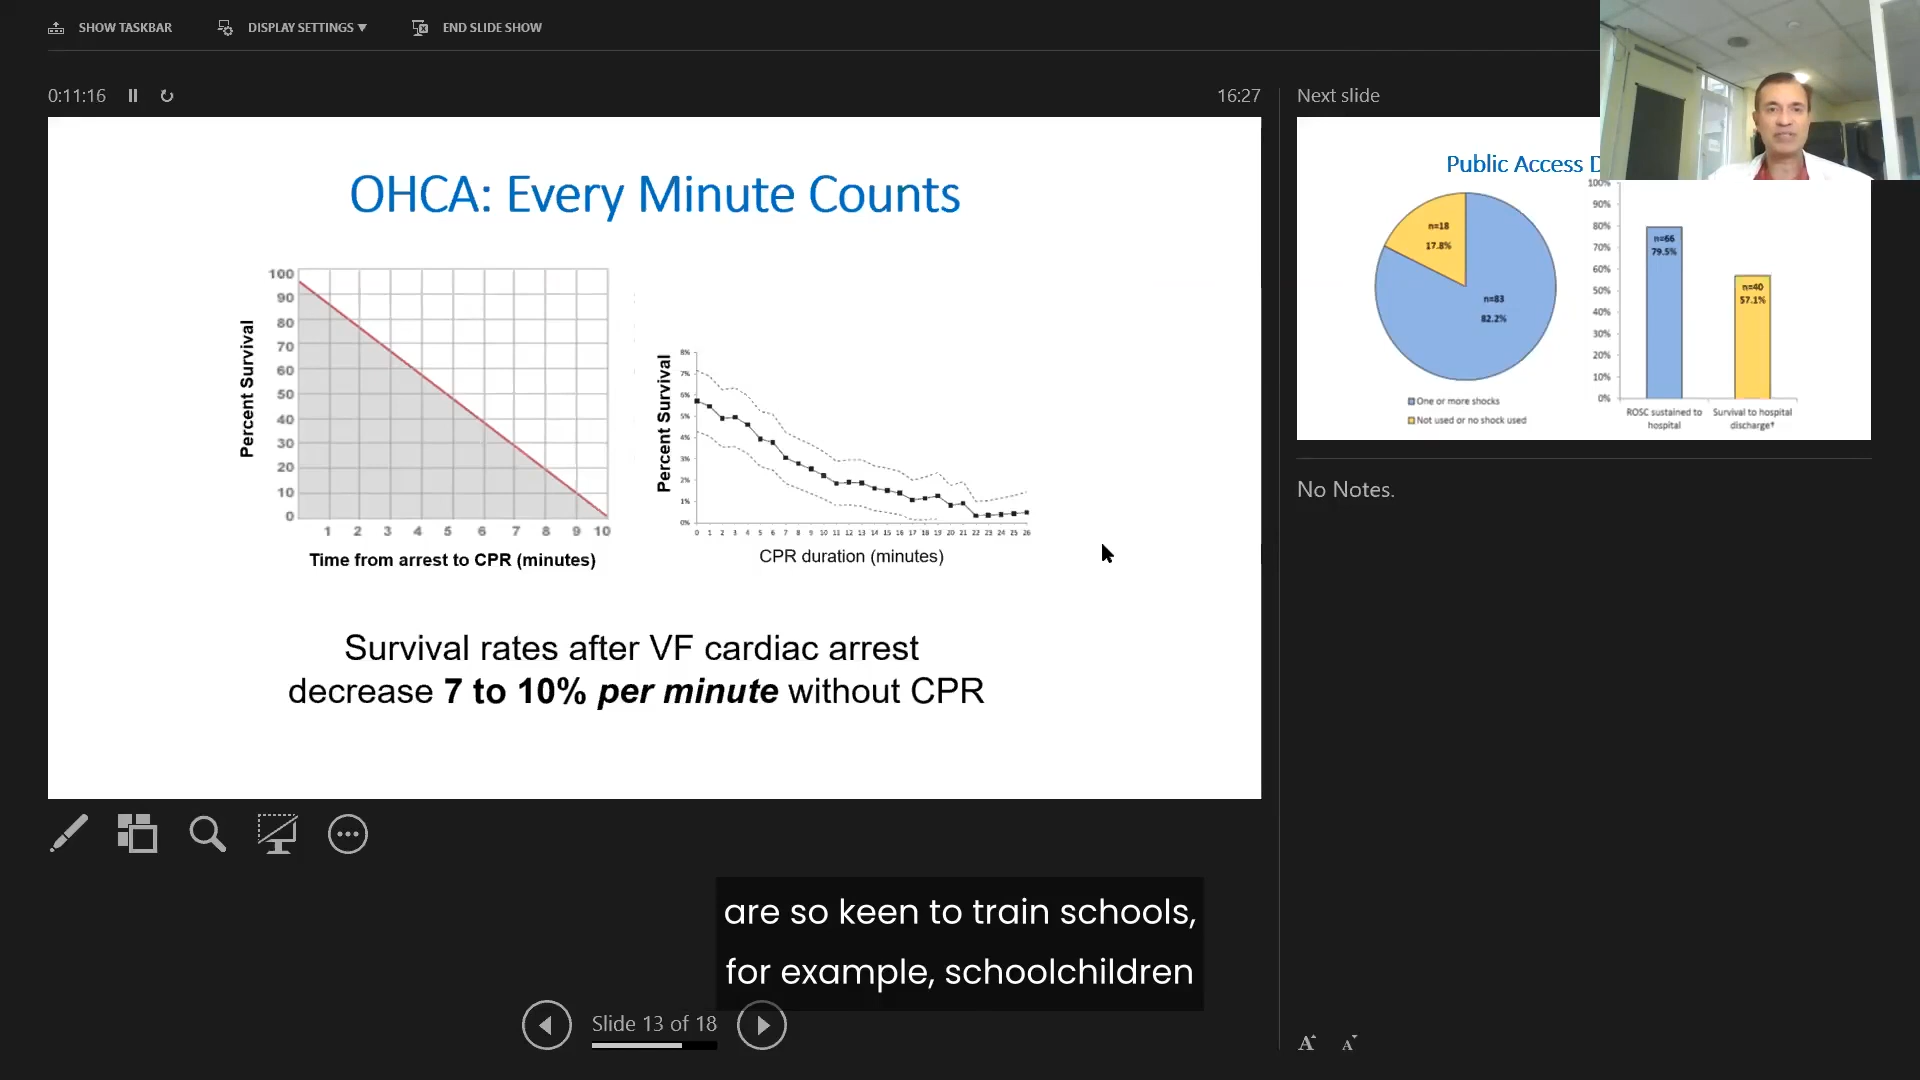 SHOW TASKBAR
DISPLAY SETTINGS ▼
END SLIDE SHOW
0:11:16
16:27
Next slide
OHCA: Every Minute Counts
Percent Survival
100
90
80
70
60
50
40
30
20
10
0
1 2 3 4 5 6 7 8 9 10
Time from arrest to CPR (minutes)
Percent Survival
8%
7%
6%
5%
4%
3%
2%
1%
0%
0 1 2 3 4 5 6 7 8 9 10 11 12 13 14 15 16 17 18 19 20 21 22 23 24 25 26
CPR duration (minutes)
Survival rates after VF cardiac arrest
decrease 7 to 10% per minute without CPR
Public Access D
n=18
17.8%
n=83
82.2%
One or more shocks
Not used or no shock used
100%
90%
80%
70%
60%
50%
40%
30%
20%
10%
0%
n=66
79.5%
n=40
57.1%
ROSC sustained to
hospital
Survival to hospital
discharge†
No Notes.
are so keen to train schools,
for example, schoolchildren
Slide 13 of 18
A A